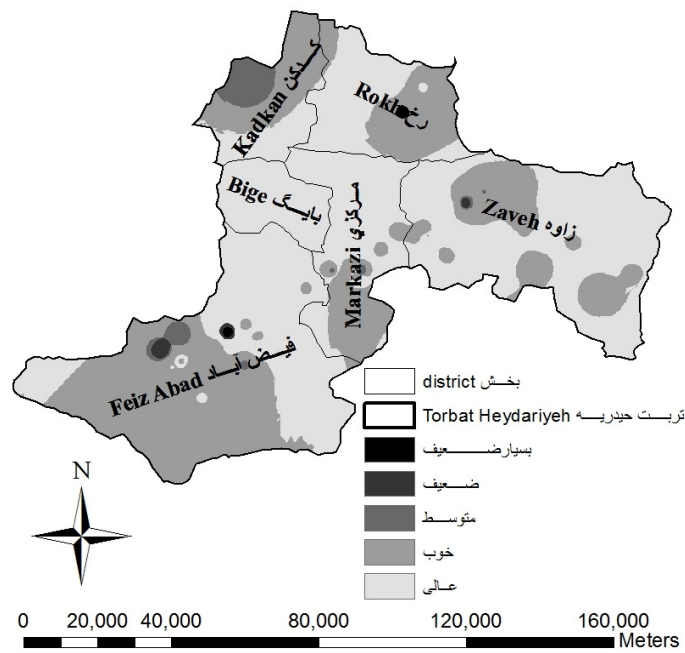 کدکن Kadkan
Rokh رخ
Bige بایگ
مرکزي Markazi
Zaveh زاوه
Feiz Abad فیض آباد
district بخش
Torbat Heydariyeh تربت حیدریه
بسیارضعیف
ضعیف
متوسط
خوب
عالی
N
0 20,000 40,000 80,000 120,000 160,000
Meters